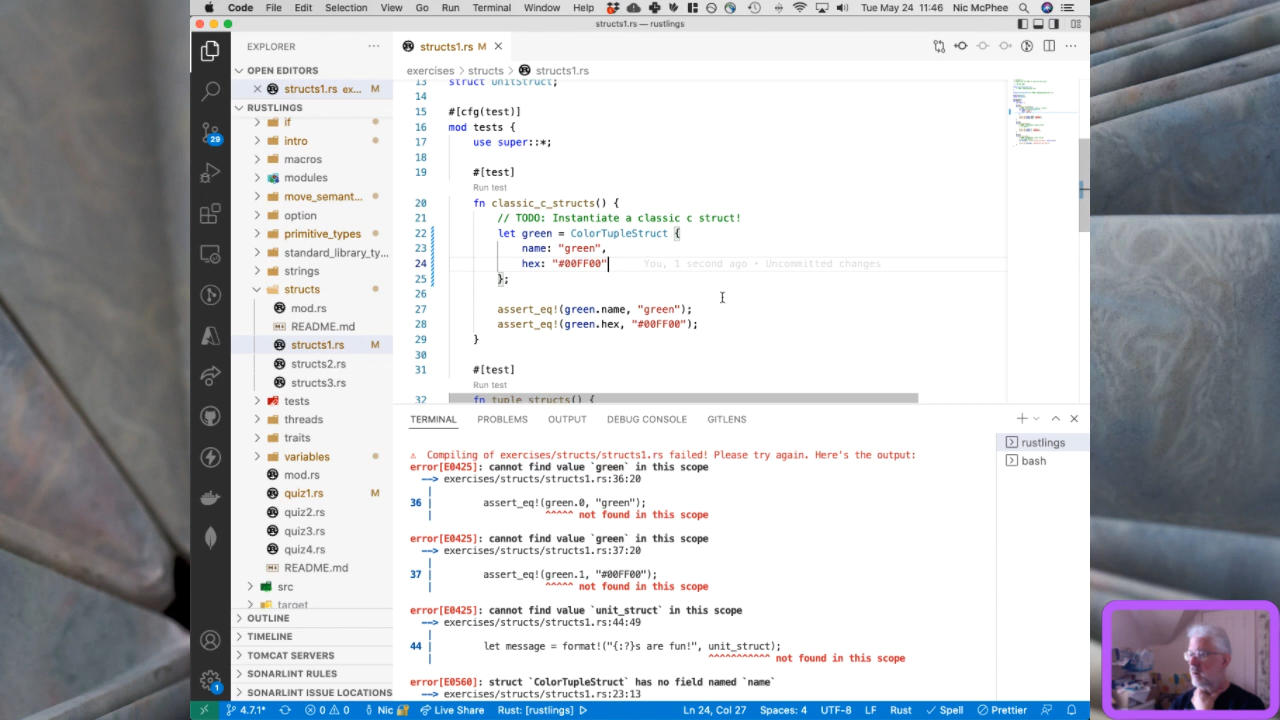 Code File Edit Selection View Go Run Terminal Window Help Tue May 24 11:46 Nic McPhee
structs1.rs — rustlings
EXPLORER
OPEN EDITORS
structs1.rs ex... M
RUSTLINGS
if
intro
macros
modules
move_semant...
option
primitive_types
standard_library_ty...
strings
structs
mod.rs
README.md
structs1.rs M
structs2.rs
structs3.rs
tests
threads
traits
variables
mod.rs
quiz1.rs M
quiz2.rs
quiz3.rs
quiz4.rs
README.md
src
target
OUTLINE
TIMELINE
TOMCAT SERVERS
SONARLINT RULES
SONARLINT ISSUE LOCATIONS
29
1
structs1.rs M
exercises > structs > structs1.rs
13 struct UnitStruct;
14
15 #[cfg(test)]
16 mod tests {
17 use super::*;
18
19 #[test]
Run test
20 fn classic_c_structs() {
21 // TODO: Instantiate a classic c struct!
22 let green = ColorTupleStruct {
23 name: "green",
24 hex: "#00FF00" You, 1 second ago • Uncommitted changes
25 };
26
27 assert_eq!(green.name, "green");
28 assert_eq!(green.hex, "#00FF00");
29 }
30
31 #[test]
Run test
32 fn tuple_structs() {
TERMINAL PROBLEMS OUTPUT DEBUG CONSOLE GITLENS
rustlings
bash
⚠ Compiling of exercises/structs/structs1.rs failed! Please try again. Here's the output:
error[E0425]: cannot find value `green` in this scope
--> exercises/structs/structs1.rs:36:20
|
36 | assert_eq!(green.0, "green");
| ^^^^^ not found in this scope
error[E0425]: cannot find value `green` in this scope
--> exercises/structs/structs1.rs:37:20
|
37 | assert_eq!(green.1, "#00FF00");
| ^^^^^ not found in this scope
error[E0425]: cannot find value `unit_struct` in this scope
--> exercises/structs/structs1.rs:44:49
|
44 | let message = format!("{:?}s are fun!", unit_struct);
| ^^^^^^^^^^^ not found in this scope
error[E0560]: struct `ColorTupleStruct` has no field named `name`
--> exercises/structs/structs1.rs:23:13
4.7.1* 0 0 Nic Live Share Rust: [rustlings] Ln 24, Col 27 Spaces: 4 UTF-8 LF Rust Spell Prettier